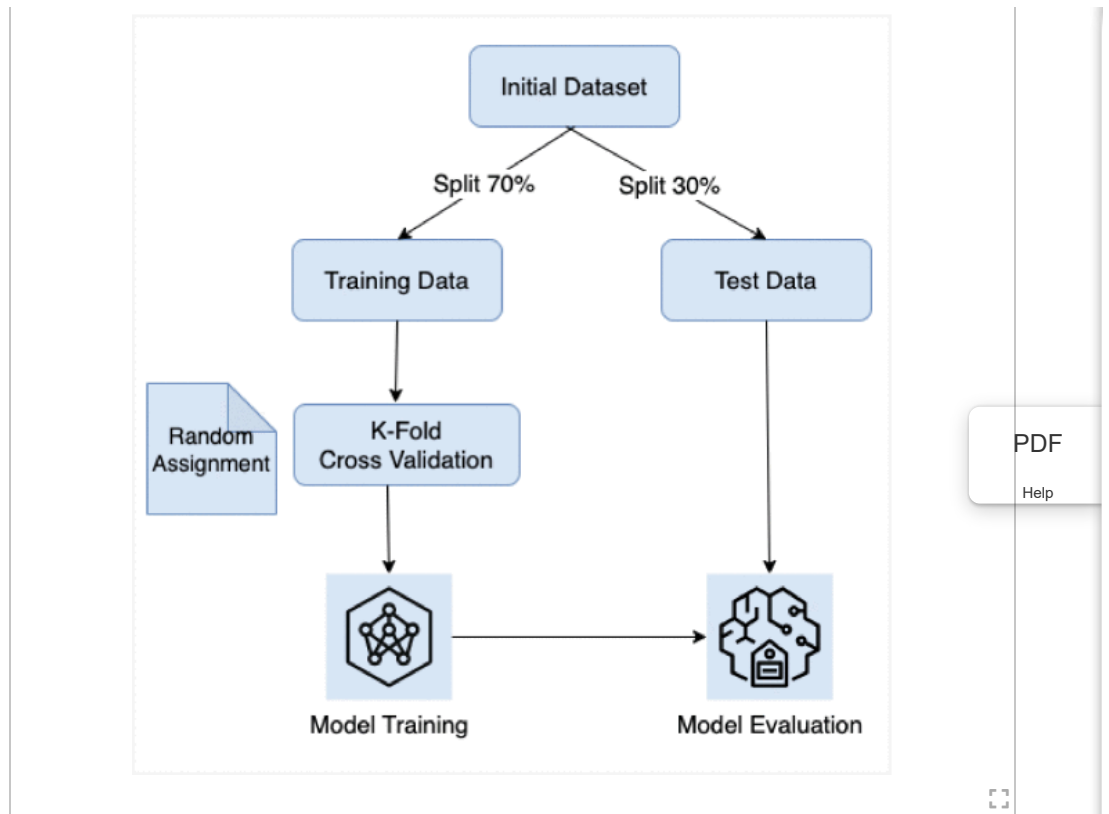 Initial Dataset
Split 70%
Split 30%
Training Data
Test Data
Random
Assignment
K-Fold
Cross Validation
Model Training
Model Evaluation
PDF
Help